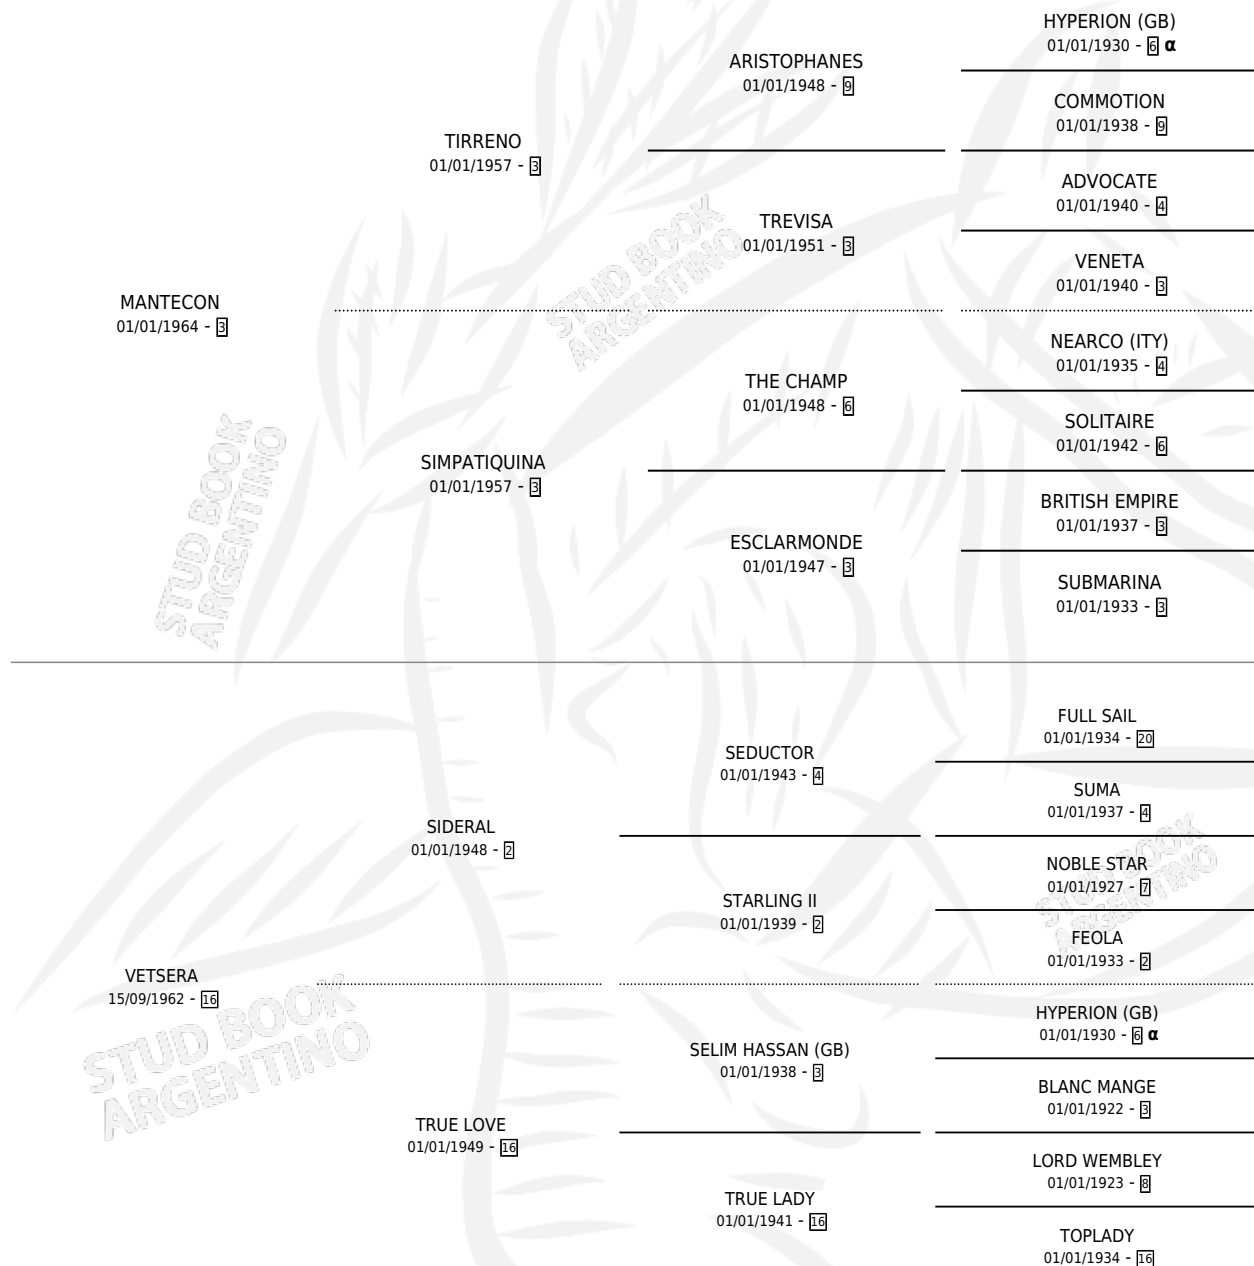 HYPERION (GB)
01/01/1930 - 6 α
ARISTOPHANES
01/01/1948 - 9
COMMOTION
01/01/1938 - 9
TIRRENO
01/01/1957 - 3
ADVOCATE
01/01/1940 - 4
TREVISA
01/01/1951 - 3
VENETA
01/01/1940 - 3
MANTECON
01/01/1964 - 3
NEARCO (ITY)
01/01/1935 - 4
THE CHAMP
01/01/1948 - 6
SOLITAIRE
01/01/1942 - 6
SIMPATIQUINA
01/01/1957 - 3
BRITISH EMPIRE
01/01/1937 - 3
ESCLARMONDE
01/01/1947 - 3
SUBMARINA
01/01/1933 - 3
STUD BOOK
ARGENTINO
STUD BOOK
ARGENTINO
FULL SAIL
01/01/1934 - 20
SEDUCTOR
01/01/1943 - 4
SUMA
01/01/1937 - 4
SIDERAL
01/01/1948 - 2
NOBLE STAR
01/01/1927 - 7
STARLING II
01/01/1939 - 2
FEOLA
01/01/1933 - 2
VETSERA
15/09/1962 - 16
HYPERION (GB)
01/01/1930 - 6 α
SELIM HASSAN (GB)
01/01/1938 - 3
BLANC MANGE
01/01/1922 - 3
TRUE LOVE
01/01/1949 - 16
LORD WEMBLEY
01/01/1923 - 8
TRUE LADY
01/01/1941 - 16
TOPLADY
01/01/1934 - 16
STUD BOOK
ARGENTINO
STUD BOOK
ARGENTINO